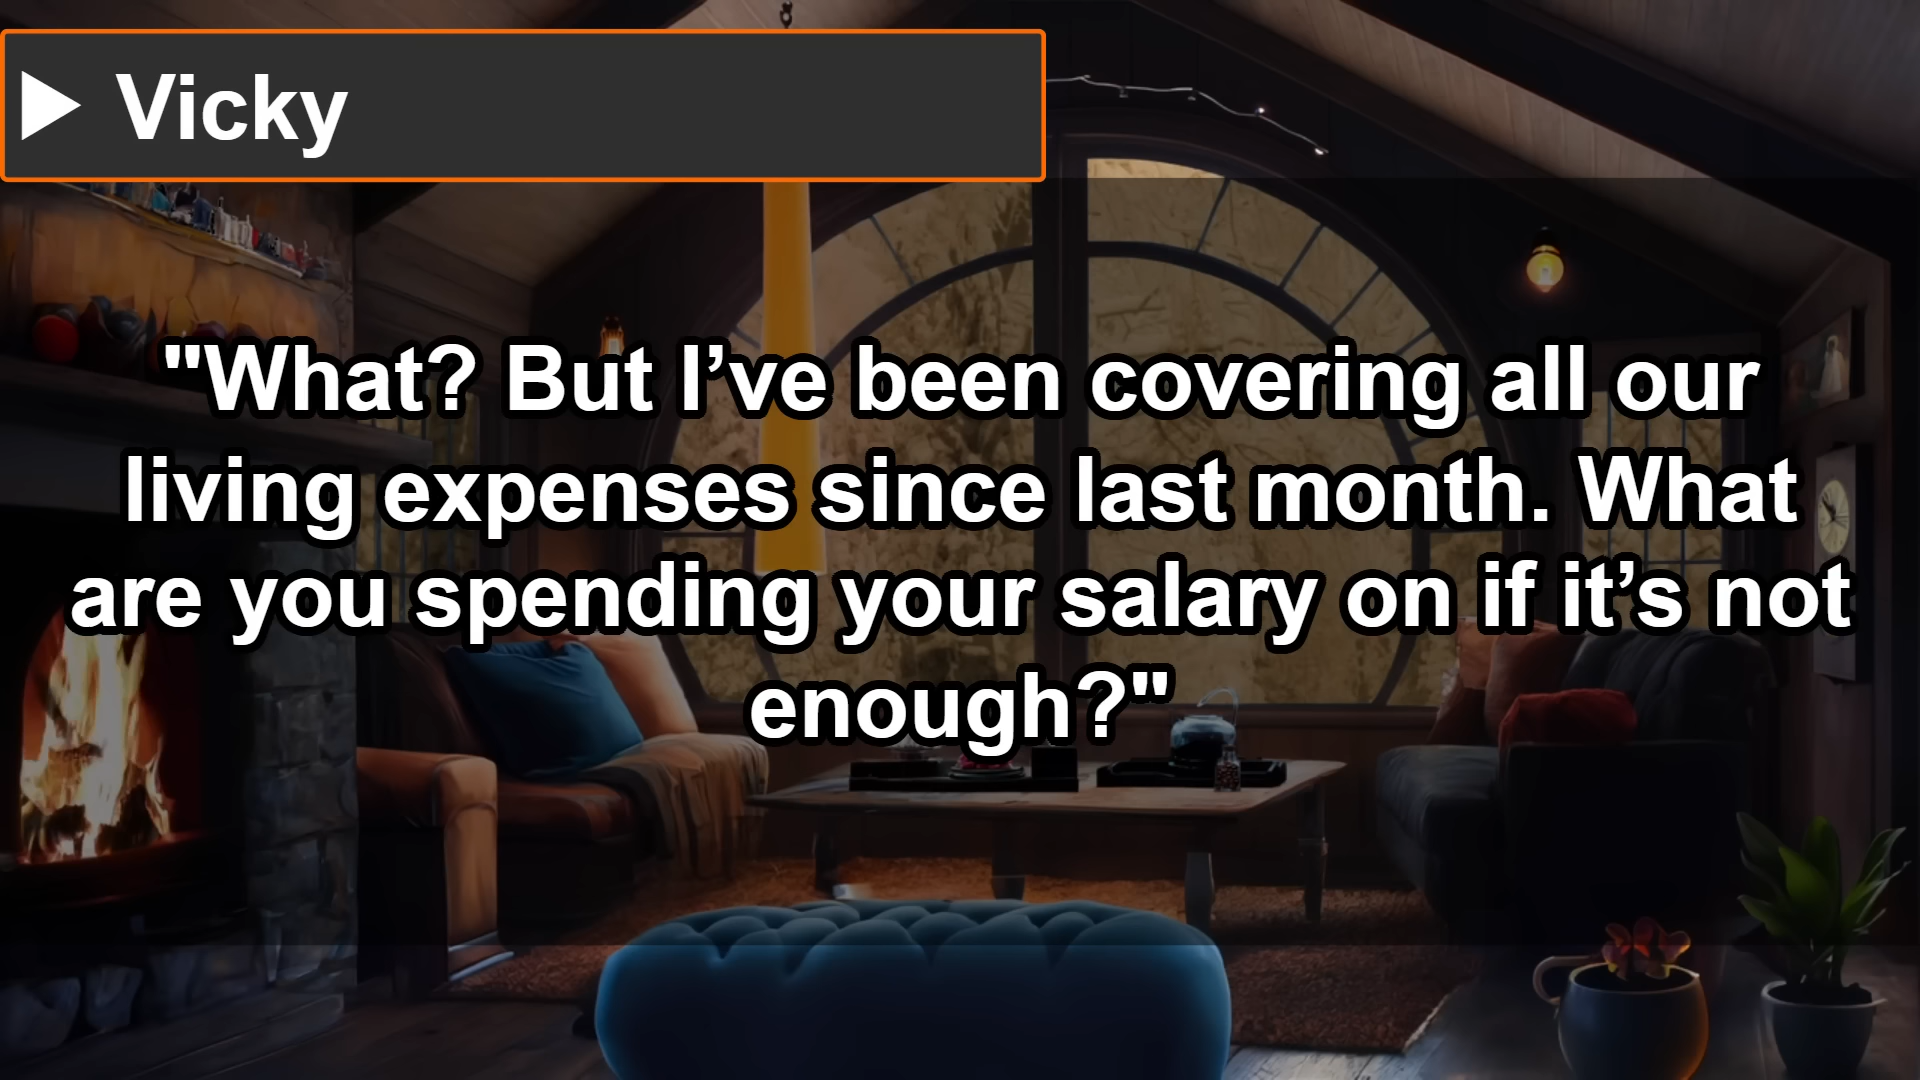 Vicky
"What? But I’ve been covering all our
living expenses since last month. What
are you spending your salary on if it’s not
enough?"